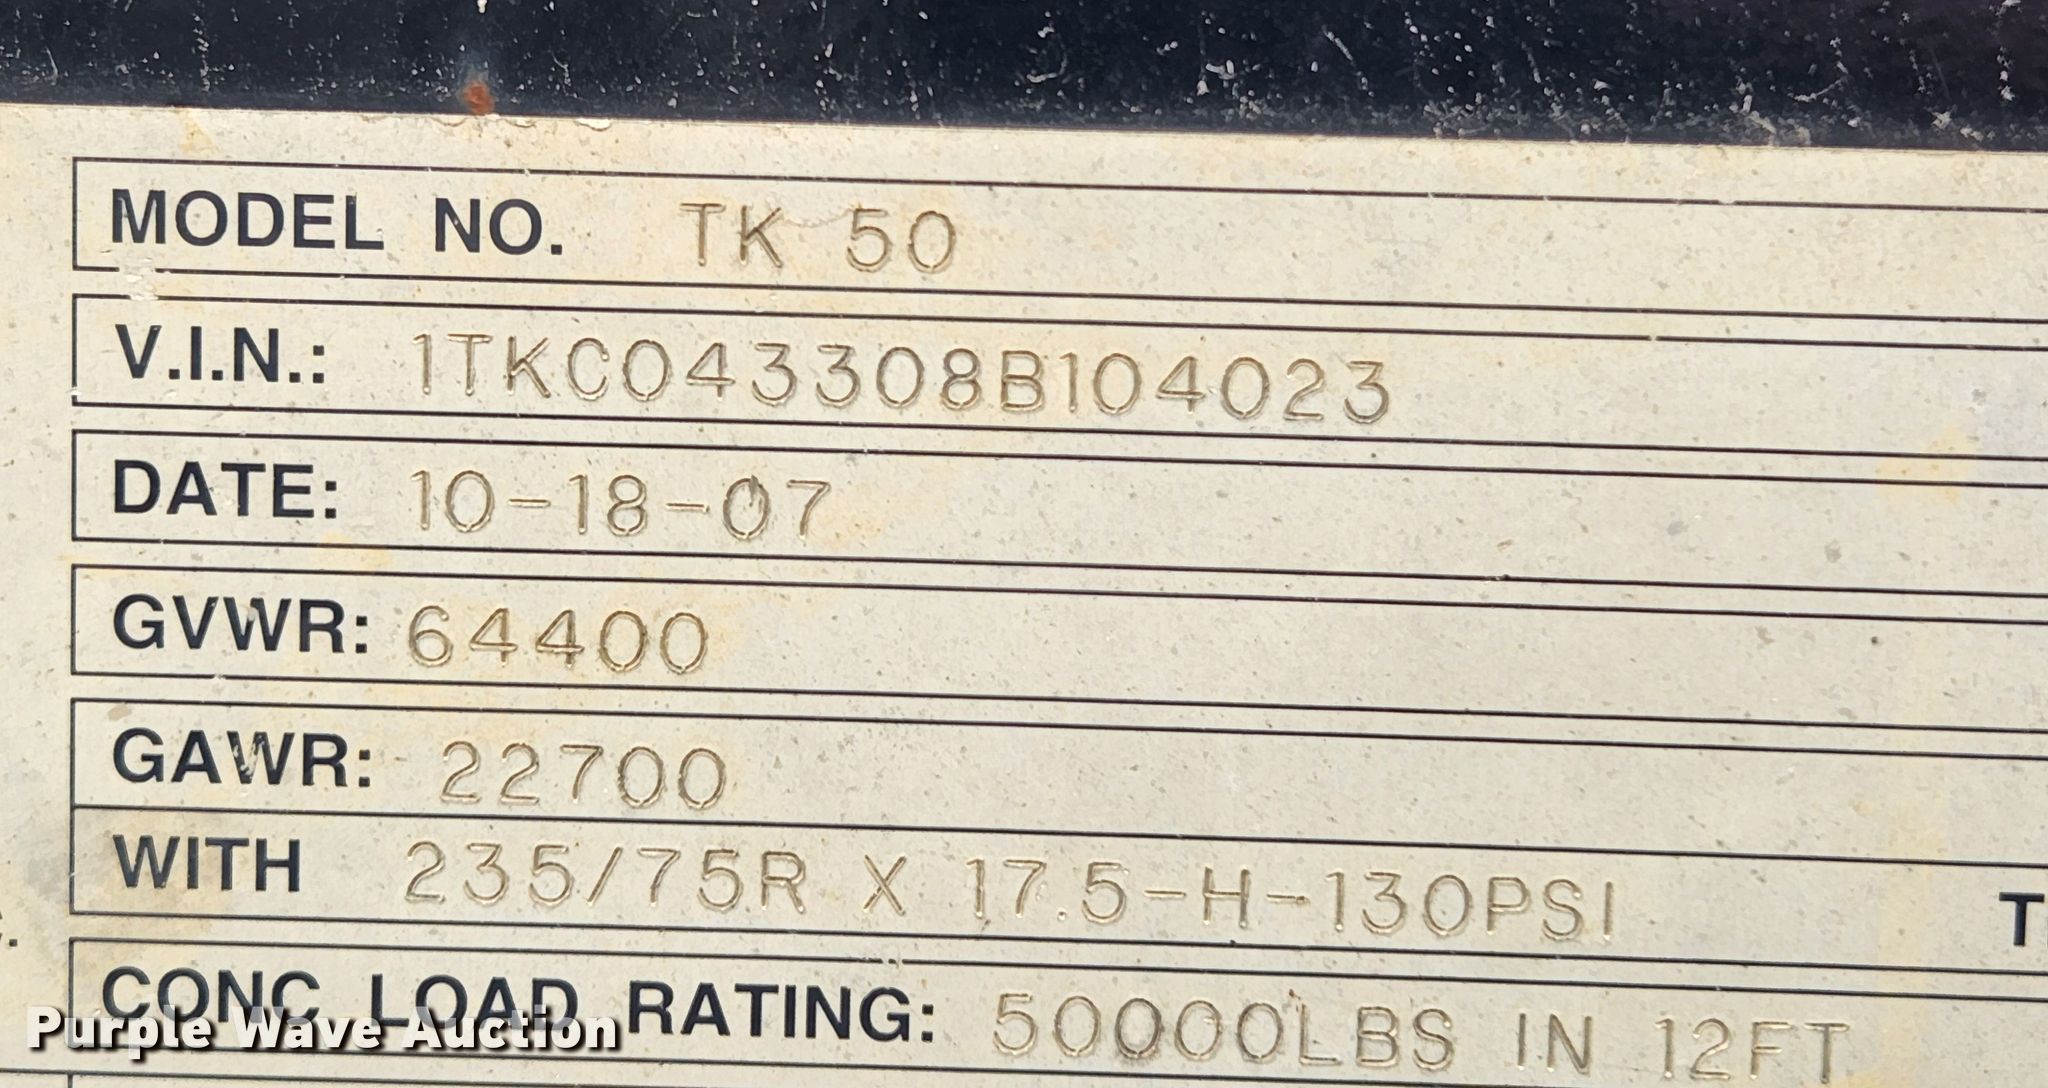 MODEL NO. TK 50
V.I.N.: 1TKC043308B104023
DATE: 10-18-07
GVWR: 64400
GAWR: 22700
WITH 235/75R X 17.5-H-130PSI
CONC LOAD RATING: 50000LBS IN 12FT
Purple Wave Auction